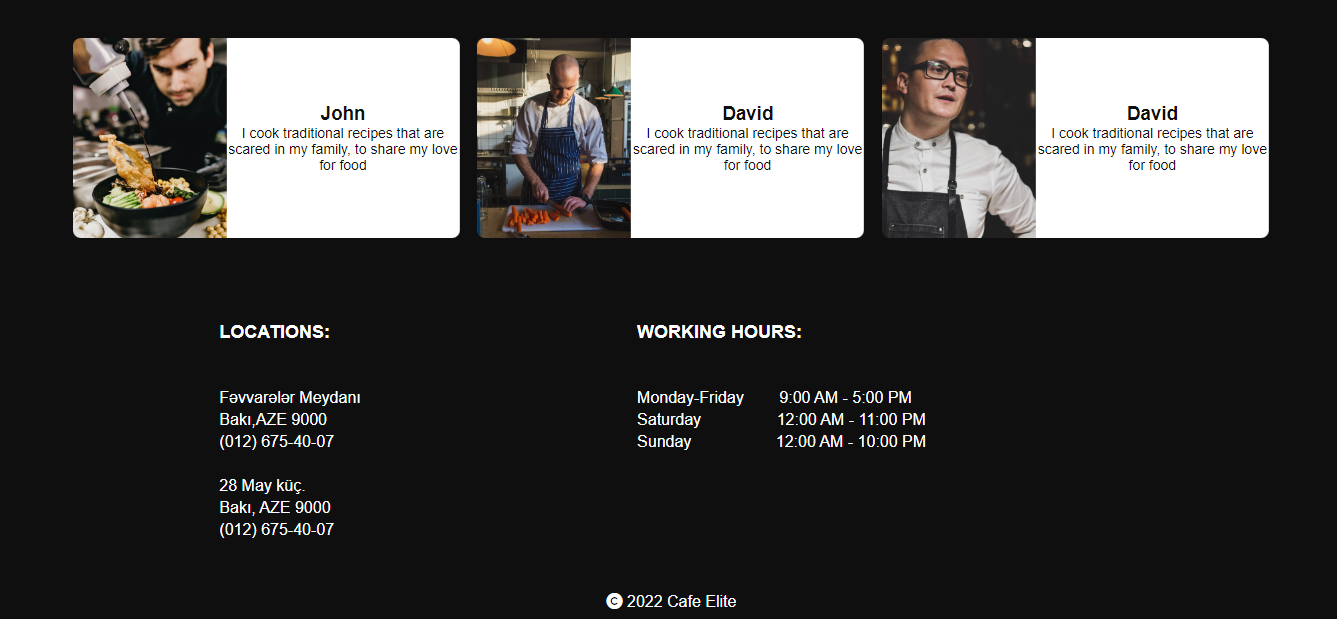 John
I cook traditional recipes that are
scared in my family, to share my love
for food
David
I cook traditional recipes that are
scared in my family, to share my love
for food
David
I cook traditional recipes that are
scared in my family, to share my love
for food
LOCATIONS:
Fəvvarələr Meydanı
Bakı,AZE 9000
(012) 675-40-07
28 May küç.
Bakı, AZE 9000
(012) 675-40-07
WORKING HOURS:
Monday-Friday 9:00 AM - 5:00 PM
Saturday 12:00 AM - 11:00 PM
Sunday 12:00 AM - 10:00 PM
© 2022 Cafe Elite